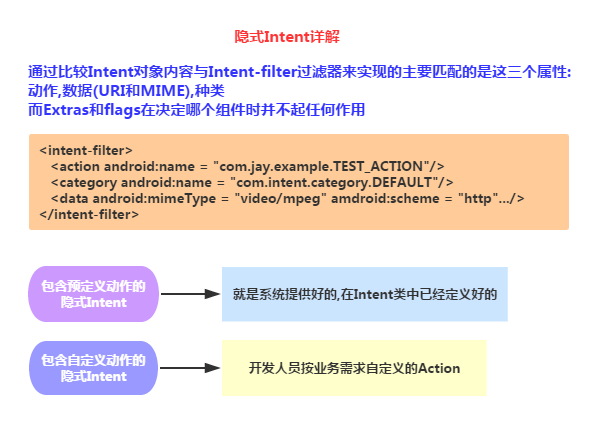 隐式Intent详解
通过比较Intent对象内容与Intent-filter过滤器来实现的主要匹配的是这三个属性:
动作,数据(URI和MIME),种类
而Extras和flags在决定哪个组件时并不起任何作用
<intent-filter>
<action android:name = "com.jay.example.TEST_ACTION"/>
<category android:name = "com.intent.category.DEFAULT"/>
<data android:mimeType = "video/mpeg" amdroid:scheme = "http".../>
</intent-filter>
包含预定义动作的
隐式Intent
就是系统提供好的,在Intent类中已经定义好的
包含自定义动作的
隐式Intent
开发人员按业务需求自定义的Action